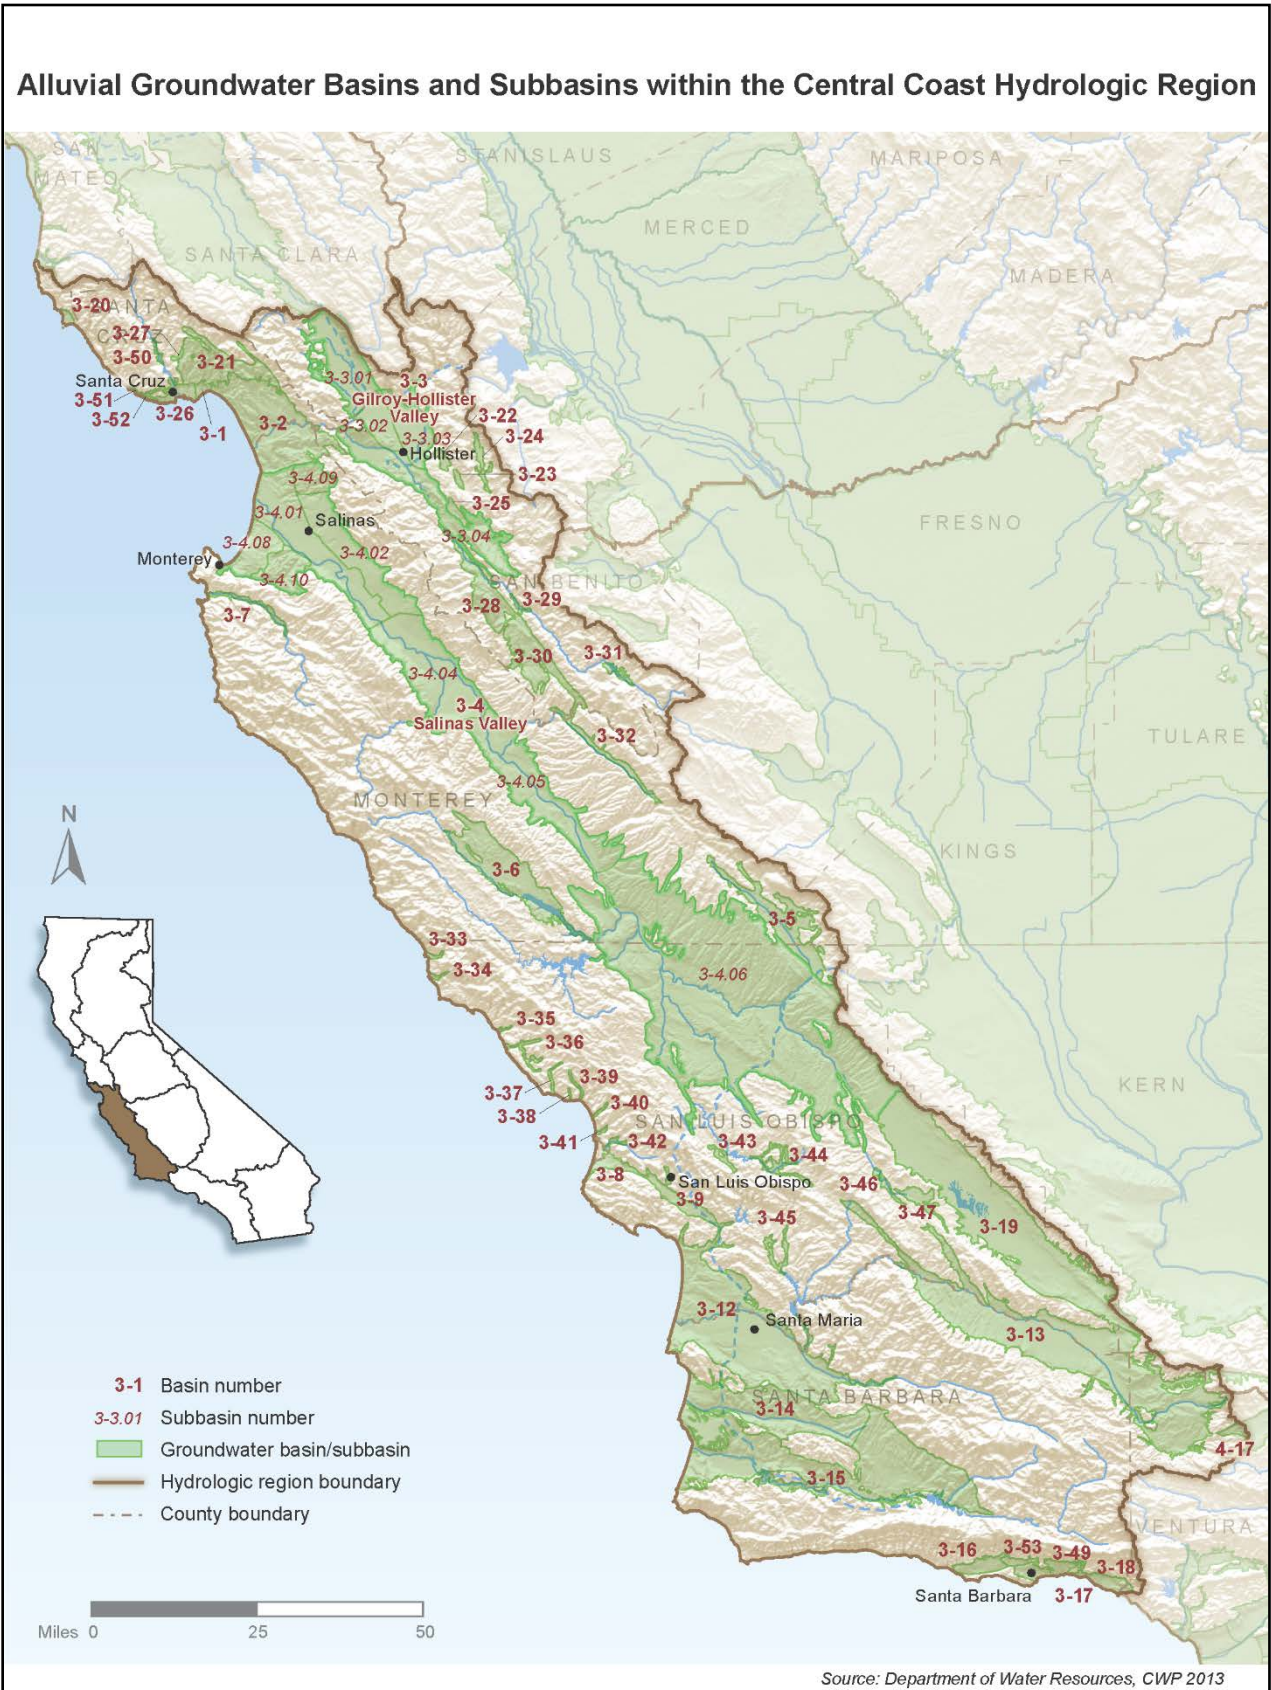 Alluvial Groundwater Basins and Subbasins within the Central Coast Hydrologic Region
SAN
MATEO
STANISLAUS
MARIPOSA
MERCED
SANTA CLARA
MADERA
3-20
SANTA
CRUZ
3-27
3-50
3-21
Santa Cruz
3-51
3-52
3-26
3-1
3-2
3-3.01
3-3
Gilroy-Hollister
Valley
3-3.02
3-3.03
3-22
3-24
Hollister
3-23
3-25
3-4.09
3-4.01
Salinas
3-3.04
3-4.08
3-4.02
Monterey
3-4.10
FRESNO
SAN BENITO
3-7
3-28
3-29
3-30
3-31
3-4.04
3-4
Salinas Valley
3-32
TULARE
3-4.05
MONTEREY
N
3-6
KINGS
3-5
3-33
3-34
3-4.06
3-35
3-36
3-39
3-37
3-38
3-40
KERN
SAN LUIS OBISPO
3-41
3-42
3-43
3-44
3-8
San Luis Obispo
3-46
3-9
3-45
3-47
3-19
3-12
Santa Maria
3-13
SANTA BARBARA
3-14
4-17
3-15
VENTURA
3-16
3-53
3-49
3-18
Santa Barbara
3-17
3-1 Basin number
3-3.01 Subbasin number
Groundwater basin/subbasin
Hydrologic region boundary
County boundary
Miles 0 25 50
Source: Department of Water Resources, CWP 2013